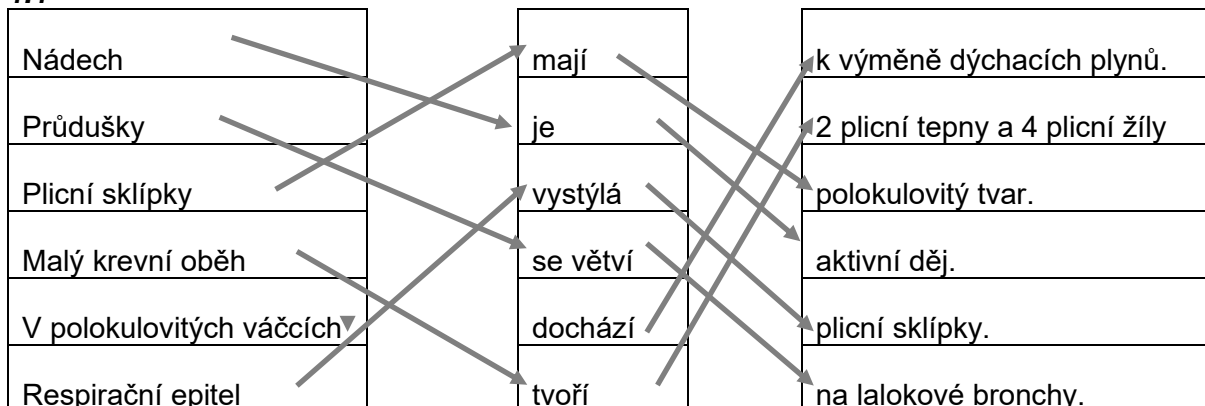 Nádech mají k výměně dýchacích plynů.
Průdušky je 2 plicní tepny a 4 plicní žíly
Plicní sklípky vystýlá polokulovitý tvar.
Malý krevní oběh se větví aktivní děj.
V polokulovitých váčcích dochází plicní sklípky.
Respirační epitel tvoří na lalokové bronchy.